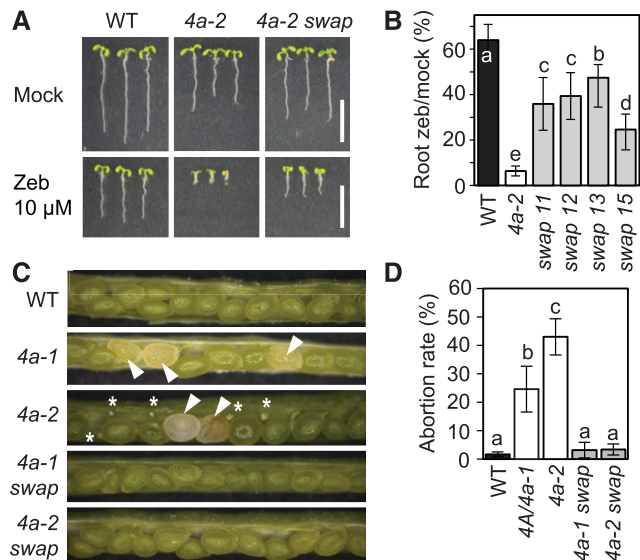 A
WT
4a-2
4a-2 swap
Mock
Zeb
10 µM
B
Root zeb/mock (%)
60
40
20
0
a
e
c
c
b
d
WT
4a-2
swap 11
swap 12
swap 13
swap 15
C
WT
4a-1
4a-2
* * * * *
4a-1
swap
4a-2
swap
D
Abortion rate (%)
60
50
40
30
20
10
0
a
b
c
a
a
WT
4A/4a-1
4a-2
4a-1 swap
4a-2 swap